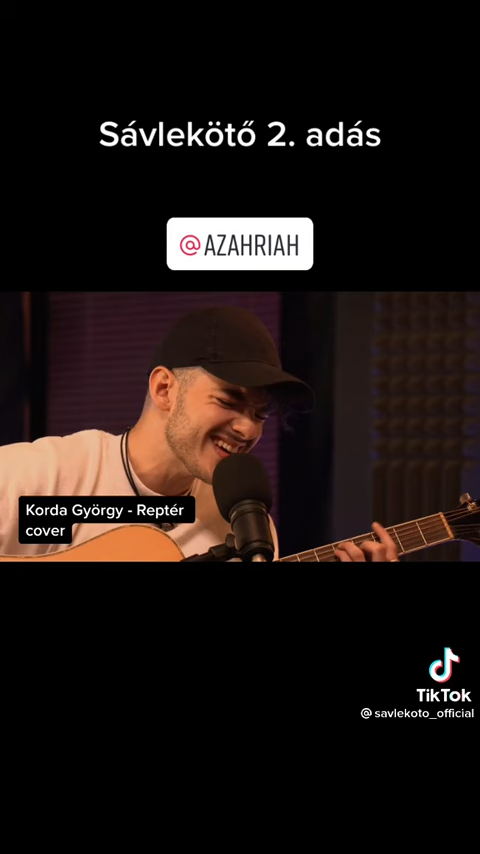 Sávlekötő 2. adás
@AZAHRIAH
Korda György - Reptér
cover
TikTok
@savlekoto_official